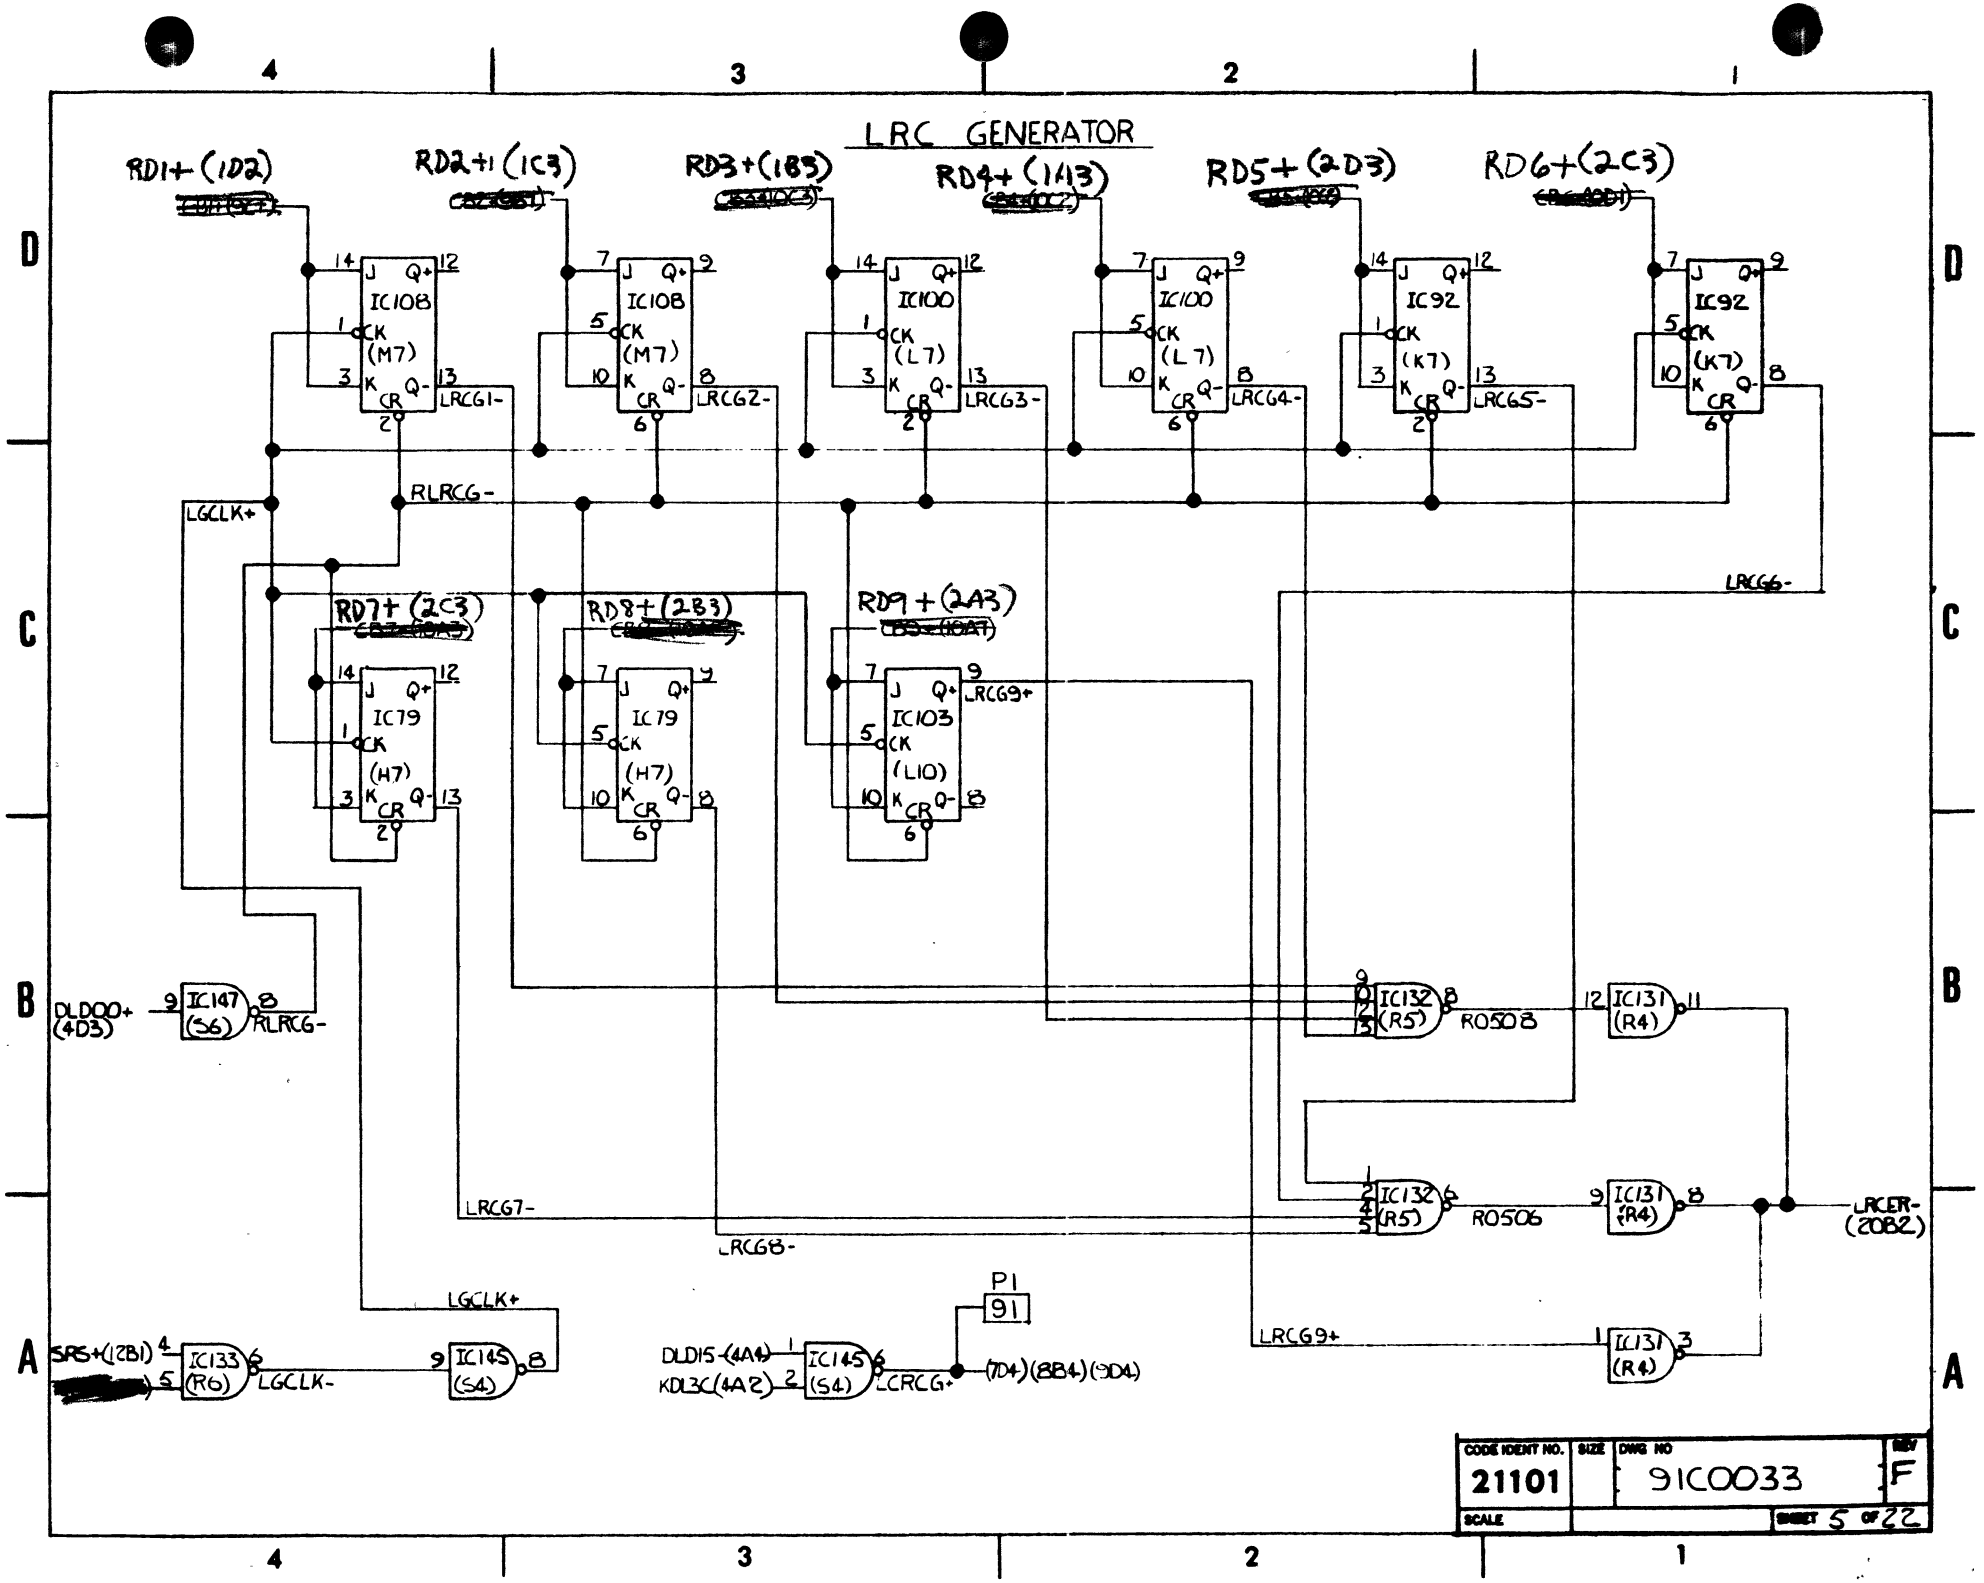 4 3 2 1
LRC GENERATOR
RD1+ (1D2) RD2+1 (1C3) RD3+(1B3) RD4+ (1A3) RD5+ (2D3) RD6+(2C3)
D D
14 J Q+ 12 7 J Q+ 9 14 J Q+ 12 7 J Q+ 9 14 J Q+ 12 7 J Q+ 9
IC108 IC108 IC100 IC100 IC92 IC92
1 CK 5 CK 1 CK 5 CK 1 CK 5 CK
(M7) (M7) (L7) (L7) (K7) (K7)
3 K Q- 13 10 K Q- 8 3 K Q- 13 10 K Q- 8 3 K Q- 13 10 K Q- 8
LRCG1- LRCG2- LRCG3- LRCG4- LRCG5-
CR CR CR CR CR CR
2 6 2 6 2 6
RLRCG-
LGCLK+
LRCG6-
C C
RD7+ (2C3) RD8+(2B3) RD9+(2A3)
14 J Q+ 12 7 J Q+ 9 7 J Q+ 9
LRCG9+
IC79 IC79 IC103
1 CK 5 CK 5 CK
(H7) (H7) (L10)
3 K Q- 13 10 K Q- 8 10 K Q- 8
CR CR CR
2 6 6
B B
DLD00+ 9 IC147 8
(4D3) (S6) RLRCG-
9
10 IC132 8 12 IC131 11
12 (R5) R0508 (R4)
13
1
2 IC132 6 9 IC131 8 LRCER-
4 (R5) R0506 (R4) (20B2)
5
LRCG7-
LRCG8-
P1
91
LGCLK+
LRCG9+ 1 IC131 3
(R4)
A A
SRS+(12B1) 4 IC133 6 9 IC145 8
5 (R6) LGCLK- (S4)
DLD15-(4A4) 1 IC145 6 (7D4)(8B4)(9D4)
KDL3C(4A2) 2 (S4) LCRCG+
CODE IDENT NO. SIZE DWG NO REV
21101 91C0033 F
SCALE SHEET 5 OF 22
4 3 2 1